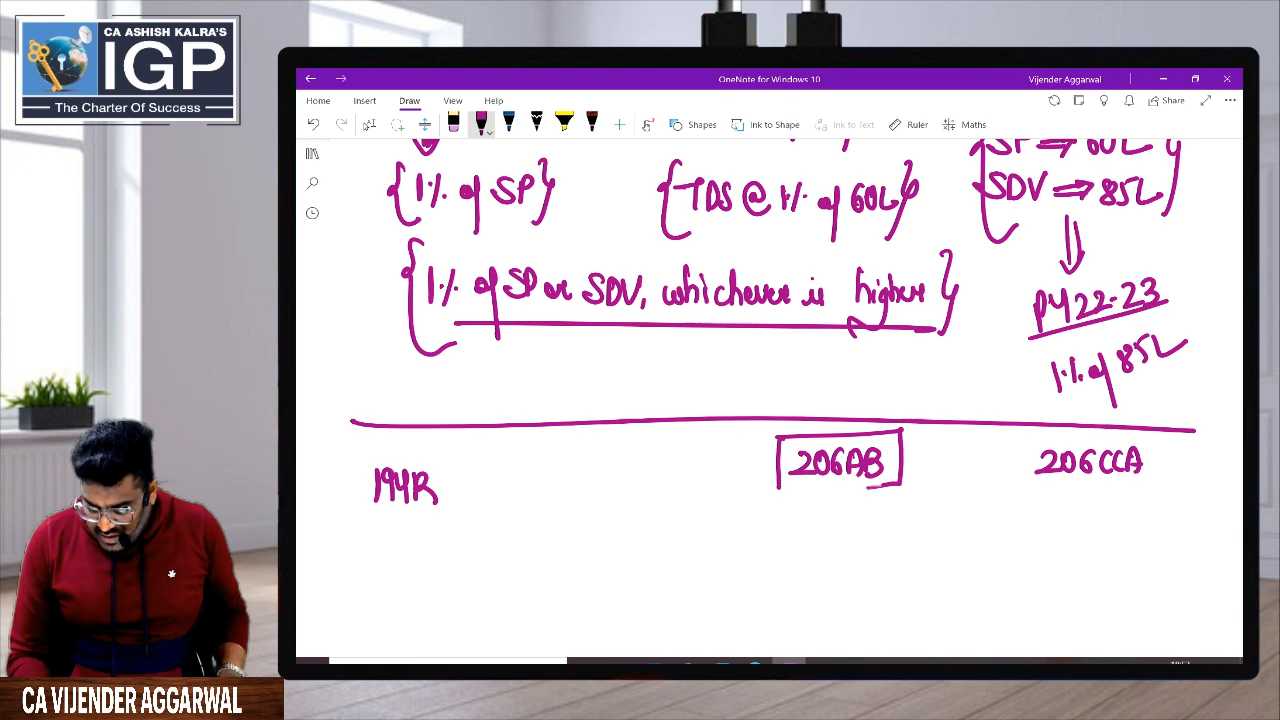 CA ASHISH KALRA'S
IGP
The Charter Of Success
OneNote for Windows 10
Vijender Aggarwal
Home Insert Draw View Help
Share
Shapes Ink to Shape Ink to Text Ruler Maths
SP ⇒ 60L
{1% of SP} {TDS @ 1% of 60L} SDV ⇒ 85L
{1% of SP or SDV, whichever is higher}
PY 22-23
1% of 85L
194R 206AB 206CCA
CA VIJENDER AGGARWAL